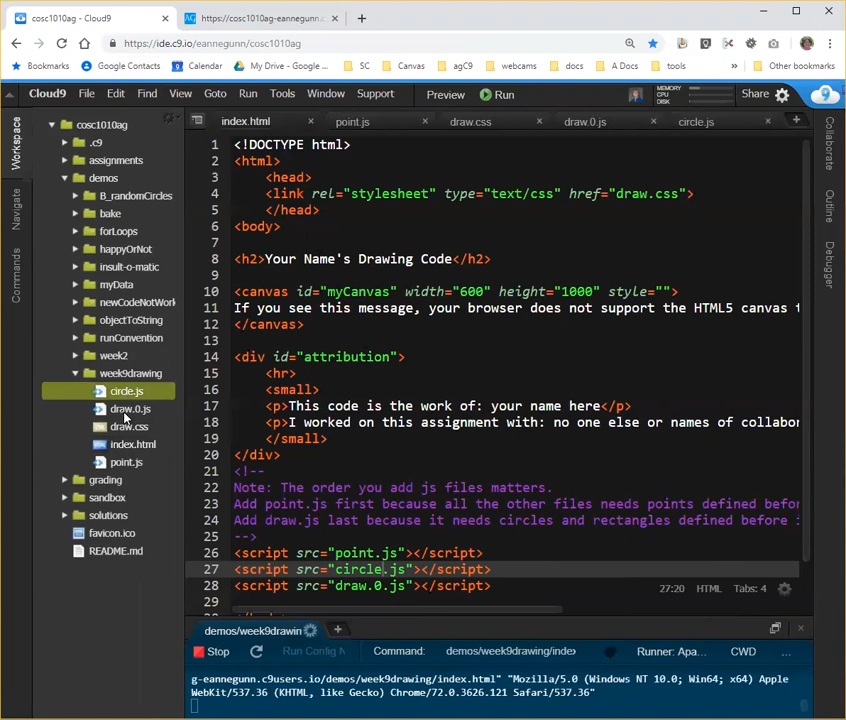 cosc1010ag - Cloud9
https://cosc1010ag-eannegunn.c
https://ide.c9.io/eannegunn/cosc1010ag
Bookmarks Google Contacts Calendar My Drive - Google ... SC Canvas agC9 webcams docs A Docs tools » Other bookmarks
Cloud9 File Edit Find View Goto Run Tools Window Support Preview Run MEMORY CPU DISK Share
index.html point.js draw.css draw.0.js circle.js
Workspace
Navigate
Commands
cosc1010ag
.c9
assignments
demos
B_randomCircles
bake
forLoops
happyOrNot
insult-o-matic
myData
newCodeNotWork
objectToString
runConvention
week2
week9drawing
circle.js
draw.0.js
draw.css
index.html
point.js
grading
sandbox
solutions
favicon.ico
README.md
1 <!DOCTYPE html>
2 <html>
3 <head>
4 <link rel="stylesheet" type="text/css" href="draw.css">
5 </head>
6 <body>
7
8 <h2>Your Name's Drawing Code</h2>
9
10 <canvas id="myCanvas" width="600" height="1000" style="">
11 If you see this message, your browser does not support the HTML5 canvas
12 </canvas>
13
14 <div id="attribution">
15 <hr>
16 <small>
17 <p>This code is the work of: your name here</p>
18 <p>I worked on this assignment with: no one else or names of collabor
19 </small>
20 </div>
21 <!--
22 Note: The order you add js files matters.
23 Add point.js first because all the other files needs points defined befor
24 Add draw.js last because it needs circles and rectangles defined before
25 -->
26 <script src="point.js"></script>
27 <script src="circle.js"></script>
28 <script src="draw.0.js"></script>
29
27:20 HTML Tabs: 4
Collaborate
Outline
Debugger
demos/week9drawin
Stop Run Config N Command: demos/week9drawing/index Runner: Apa CWD ...
g-eannegunn.c9users.io/demos/week9drawing/index.html" "Mozilla/5.0 (Windows NT 10.0; Win64; x64) Apple
WebKit/537.36 (KHTML, like Gecko) Chrome/72.0.3626.121 Safari/537.36"